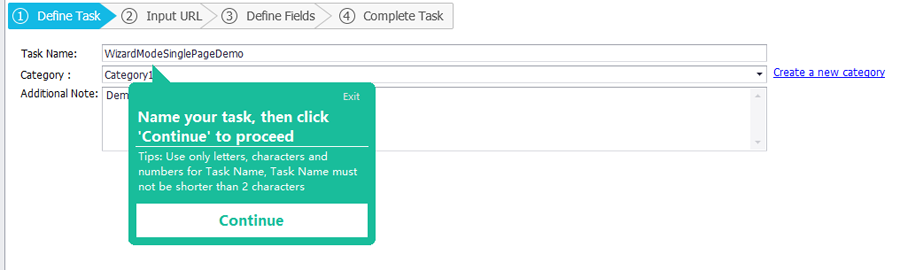 1 Define Task 2 Input URL 3 Define Fields 4 Complete Task
Task Name: WizardModeSinglePageDemo
Category : Category1 Create a new category
Additional Note:
Exit
Name your task, then click
'Continue' to proceed
Tips: Use only letters, characters and
numbers for Task Name, Task Name must
not be shorter than 2 characters
Continue